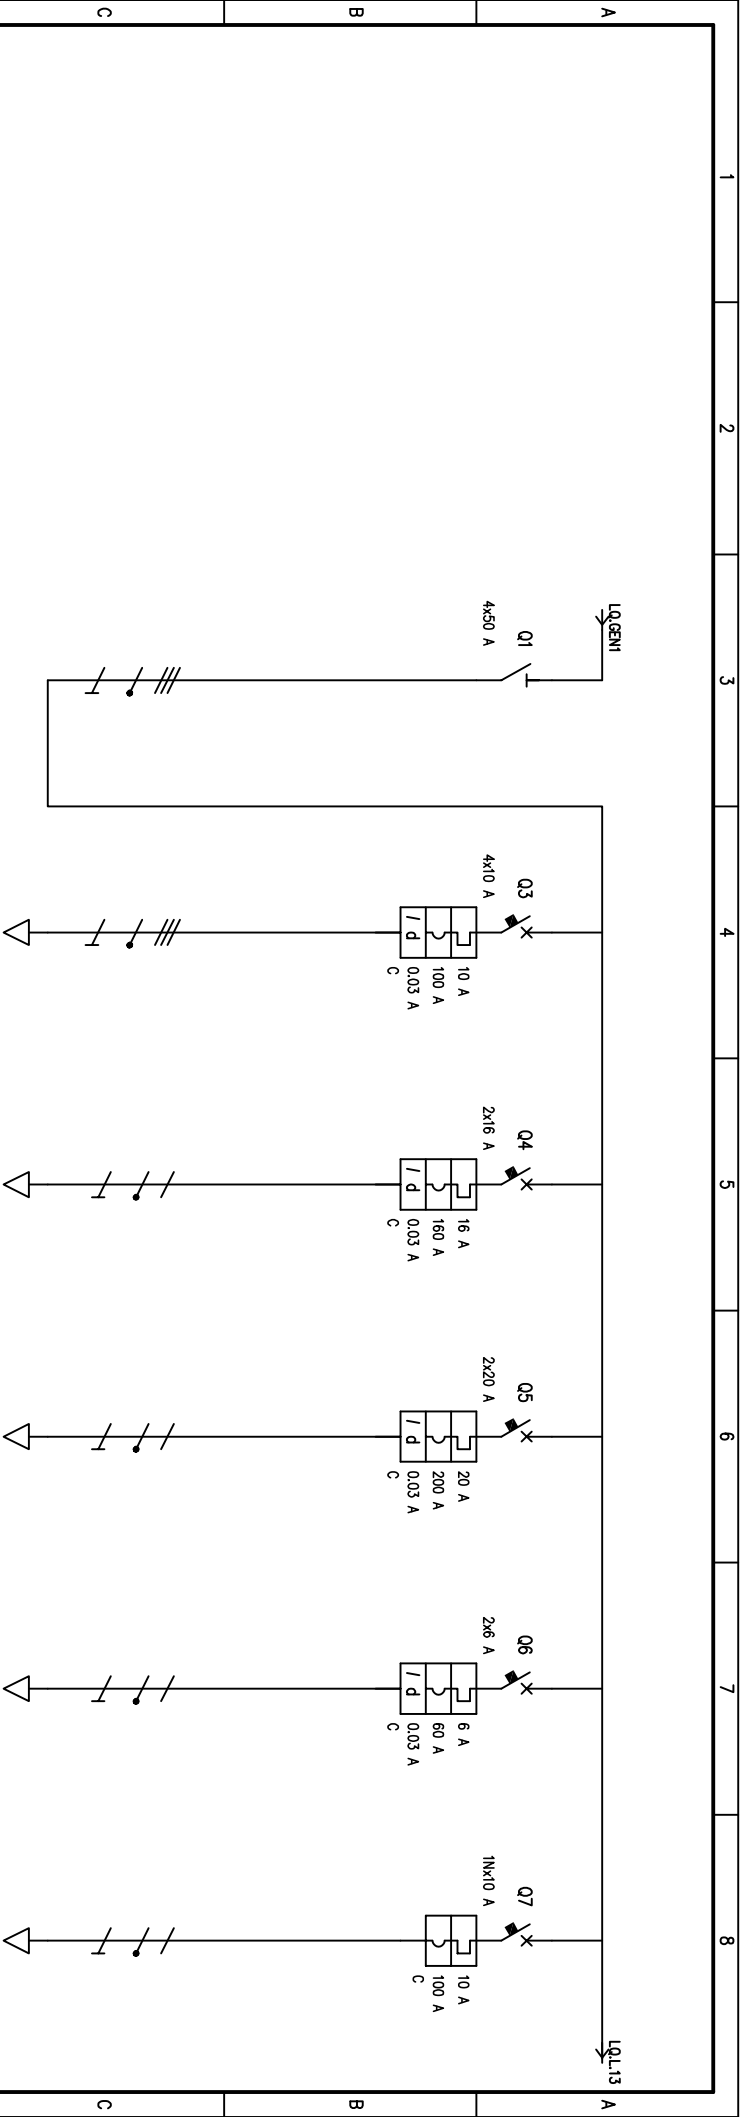 1
2
3
4
5
6
7
8
A
A
B
B
C
C
LQ.GEN1
LQ.L.13
Q1
4x50 A
Q3
4x10 A
10 A
100 A
0.03 A
C
I d
Q4
2x16 A
16 A
160 A
0.03 A
C
I d
Q5
2x20 A
20 A
200 A
0.03 A
C
I d
Q6
2x6 A
6 A
60 A
0.03 A
C
I d
Q7
1Nx10 A
10 A
100 A
C